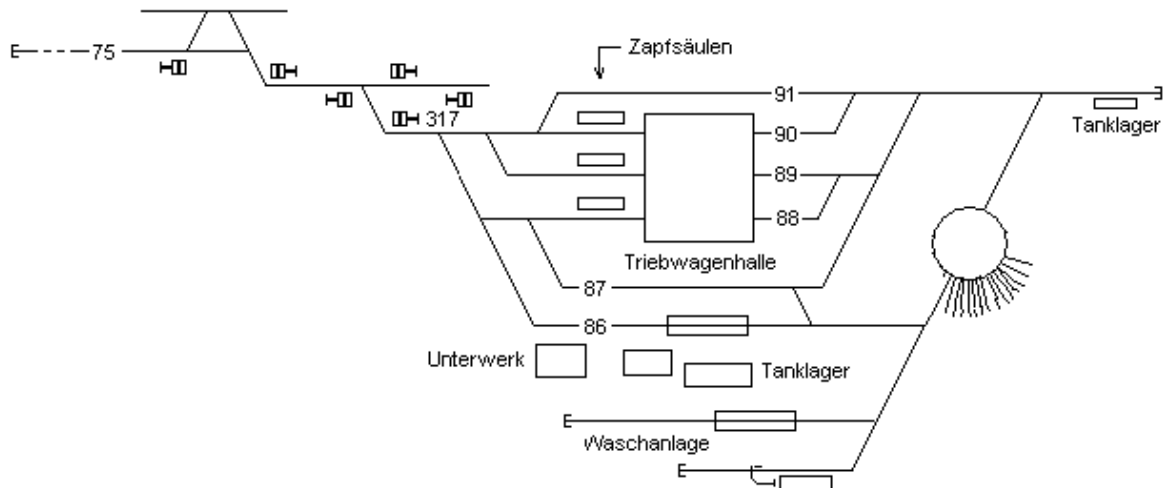 Zapfsäulen
75
91
317
Tanklager
90
89
88
Triebwagenhalle
87
86
Unterwerk
Tanklager
Waschanlage